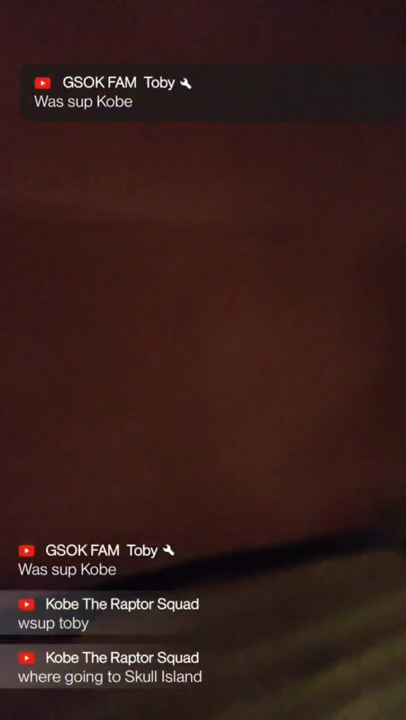 GSOK FAM Toby
Was sup Kobe
GSOK FAM Toby
Was sup Kobe
Kobe The Raptor Squad
wsup toby
Kobe The Raptor Squad
where going to Skull Island